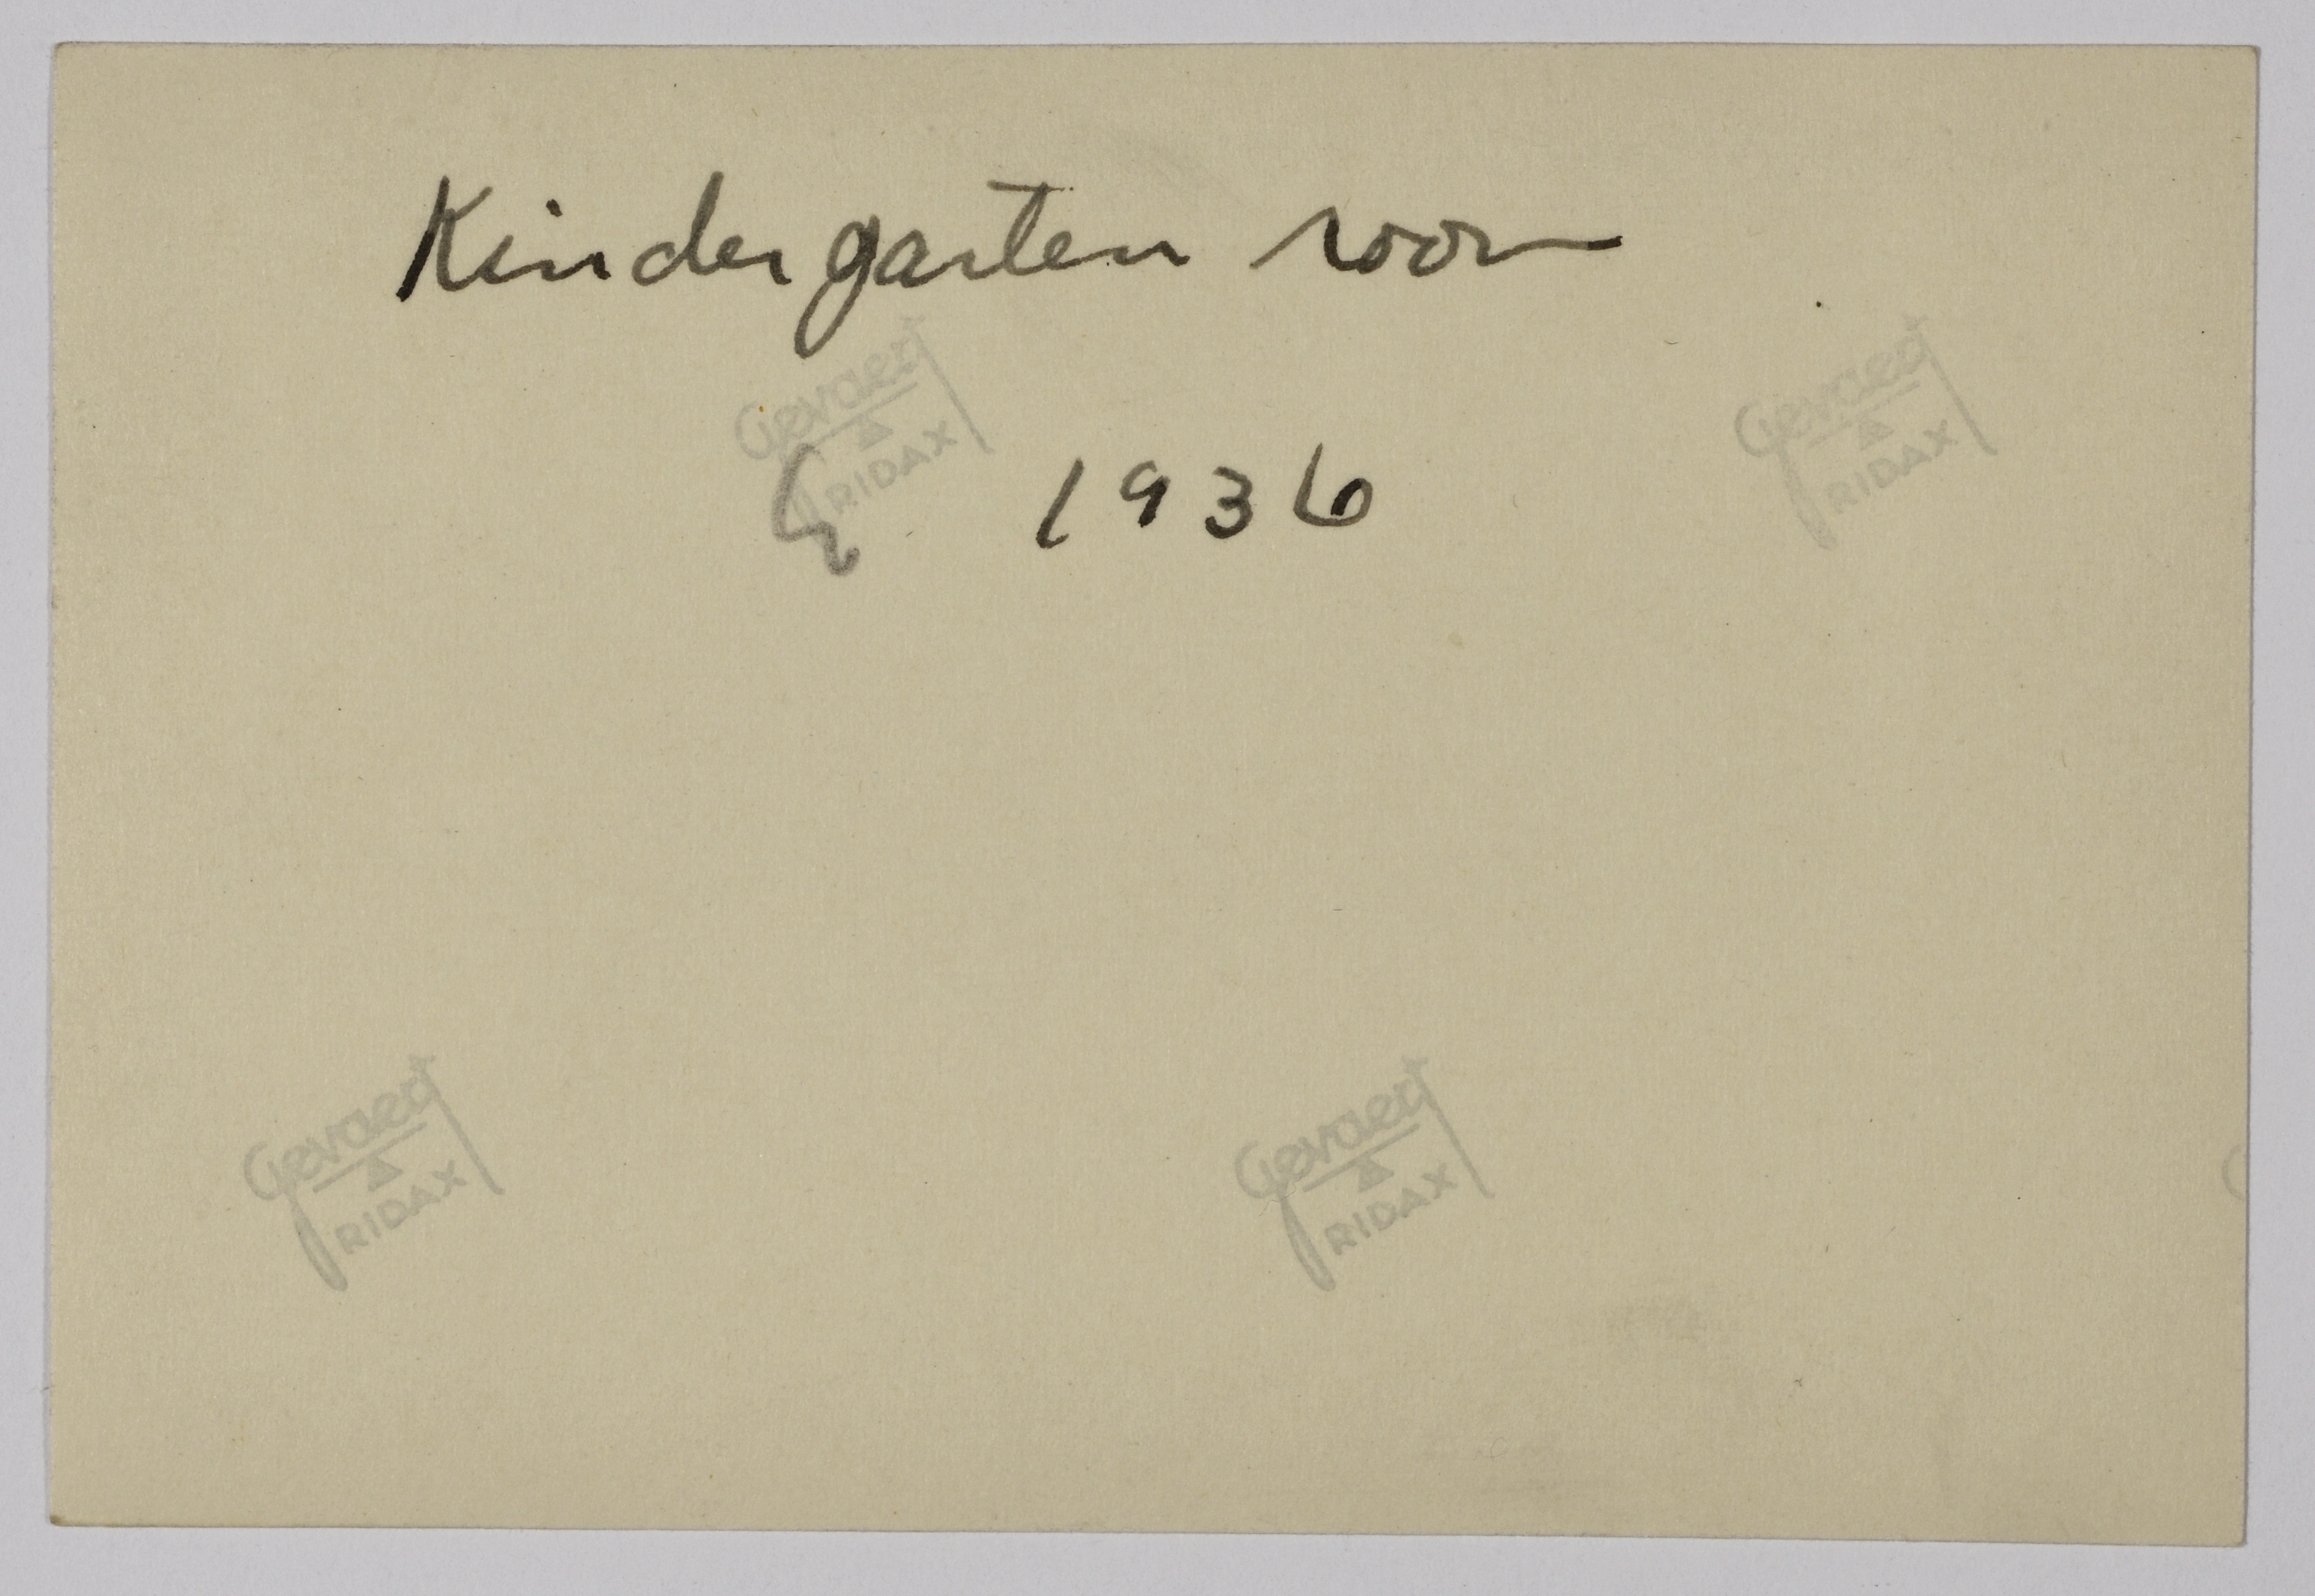 Kindergarten room
Gevaert
RIDAX
Gevaert
RIDAX
1936
Gevaert
RIDAX
Gevaert
RIDAX